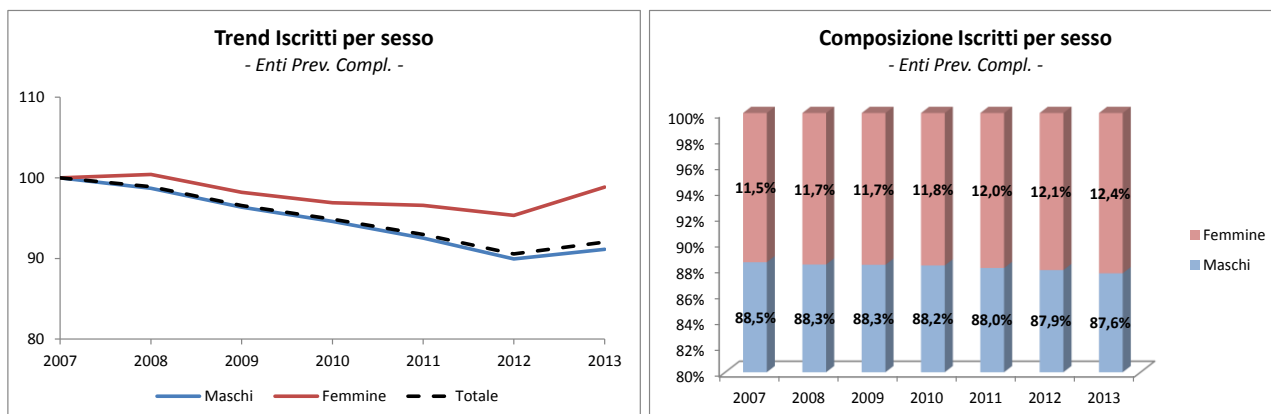 Trend Iscritti per sesso
- Enti Prev. Compl. -
110
100
90
80
2007 2008 2009 2010 2011 2012 2013
Maschi Femmine Totale
Composizione Iscritti per sesso
- Enti Prev. Compl. -
100%
98%
96%
94%
92%
90%
88%
86%
84%
82%
80%
11,5% 11,7% 11,7% 11,8% 12,0% 12,1% 12,4%
88,5% 88,3% 88,3% 88,2% 88,0% 87,9% 87,6%
2007 2008 2009 2010 2011 2012 2013
Femmine
Maschi